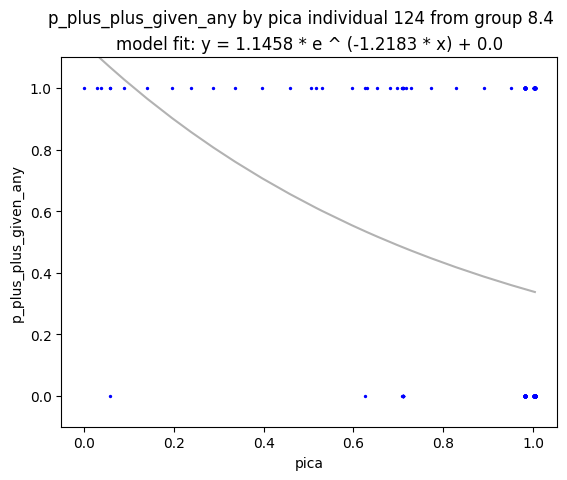 p_plus_plus_given_any by pica individual 124 from group 8.4
model fit: y = 1.1458 * e ^ (-1.2183 * x) + 0.0
1.0
0.8
0.6
0.4
0.2
0.0
p_plus_plus_given_any
0.0 0.2 0.4 0.6 0.8 1.0
pica